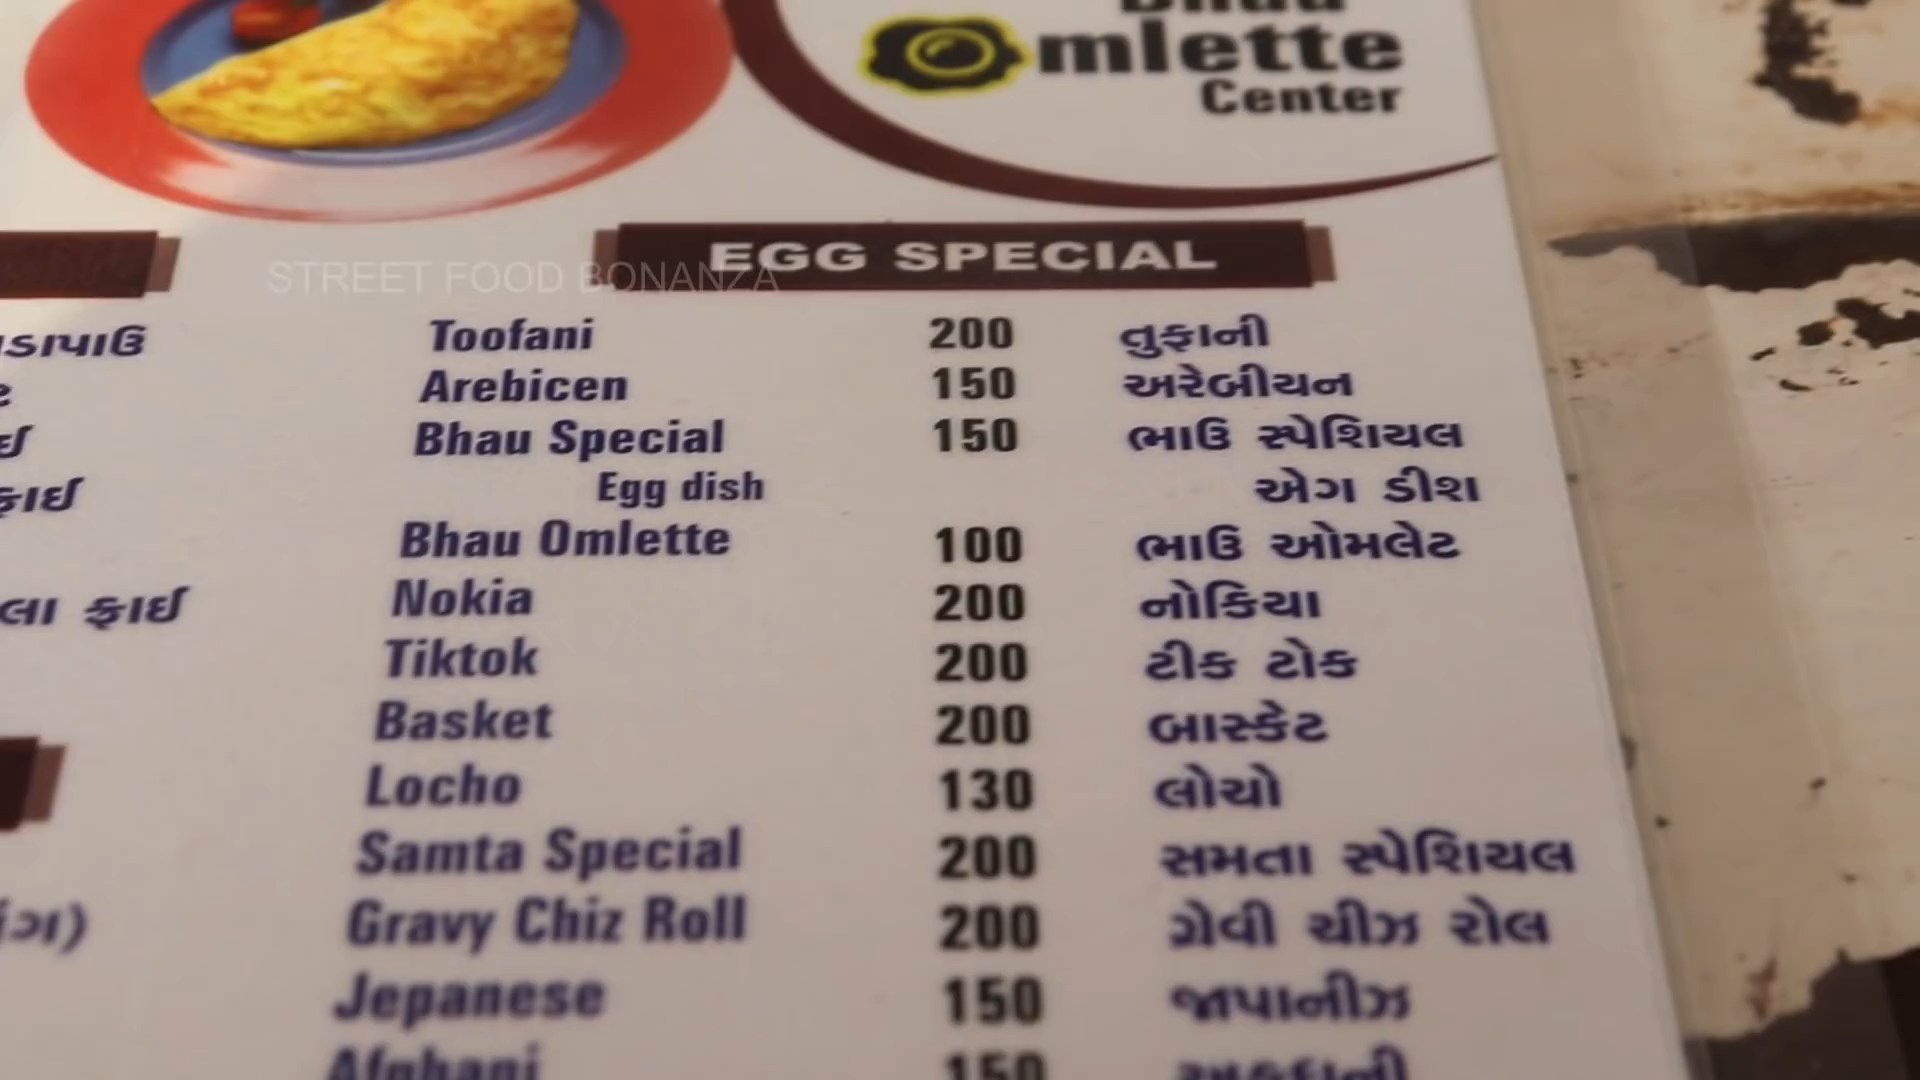 mlette
Center
EGG SPECIAL
STREET FOOD BONANZA
Toofani 200 તુફાની
Arebicen 150 અરેબીયન
Bhau Special 150 ભાઉ સ્પેશિયલ
Egg dish એગ ડીશ
Bhau Omlette 100 ભાઉ ઓમલેટ
Nokia 200 નોકિયા
Tiktok 200 ટીક ટોક
Basket 200 બાસ્કેટ
Locho 130 લોચો
Samta Special 200 સમતા સ્પેશિયલ
Gravy Chiz Roll 200 ગ્રેવી ચીઝ રોલ
Jepanese 150 જાપાનીઝ
Afghani 150
ફ્રાઈ